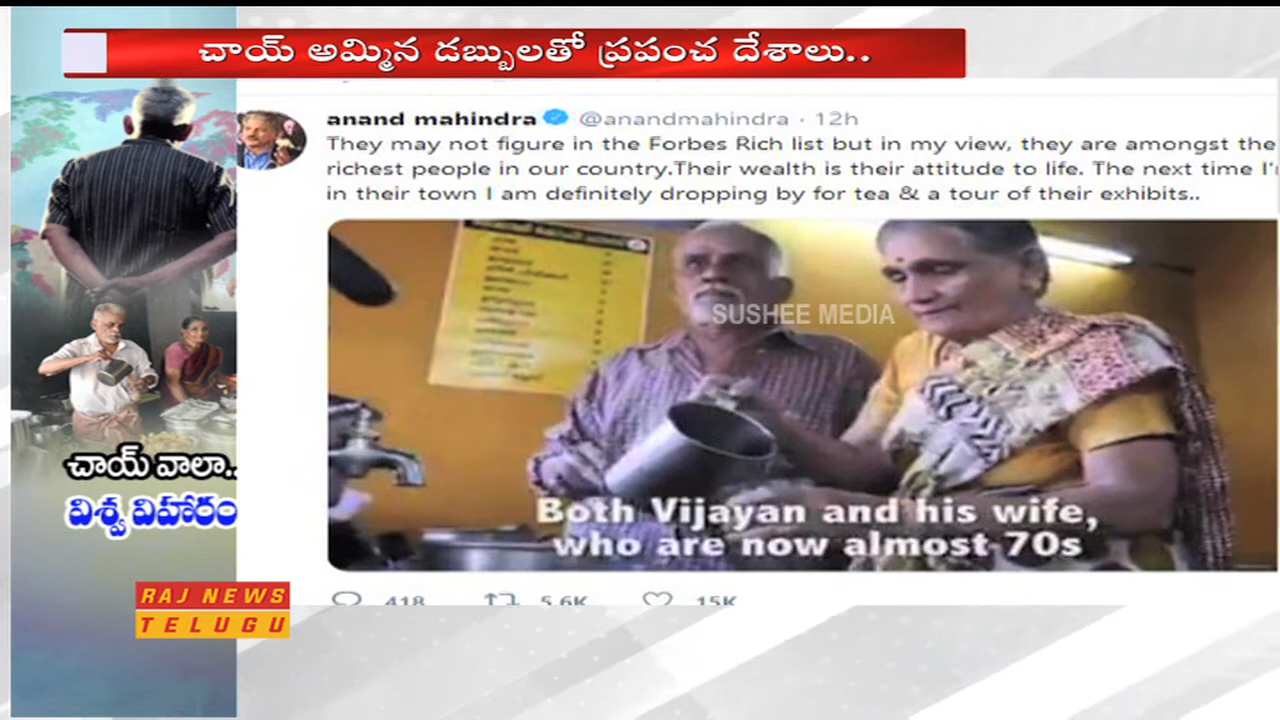 చాయ్ అమ్మిన డబ్బులతో ప్రపంచ దేశాలు..
anand mahindra @anandmahindra · 12h
They may not figure in the Forbes Rich list but in my view, they are amongst the
richest people in our country.Their wealth is their attitude to life. The next time I'
in their town I am definitely dropping by for tea & a tour of their exhibits..
SUSHEE MEDIA
Both Vijayan and his wife,
who are now almost 70s
418 5.6K 15K
చాయ్ వాలా..
విశ్వ విహారం
RAJ NEWS
TELUGU